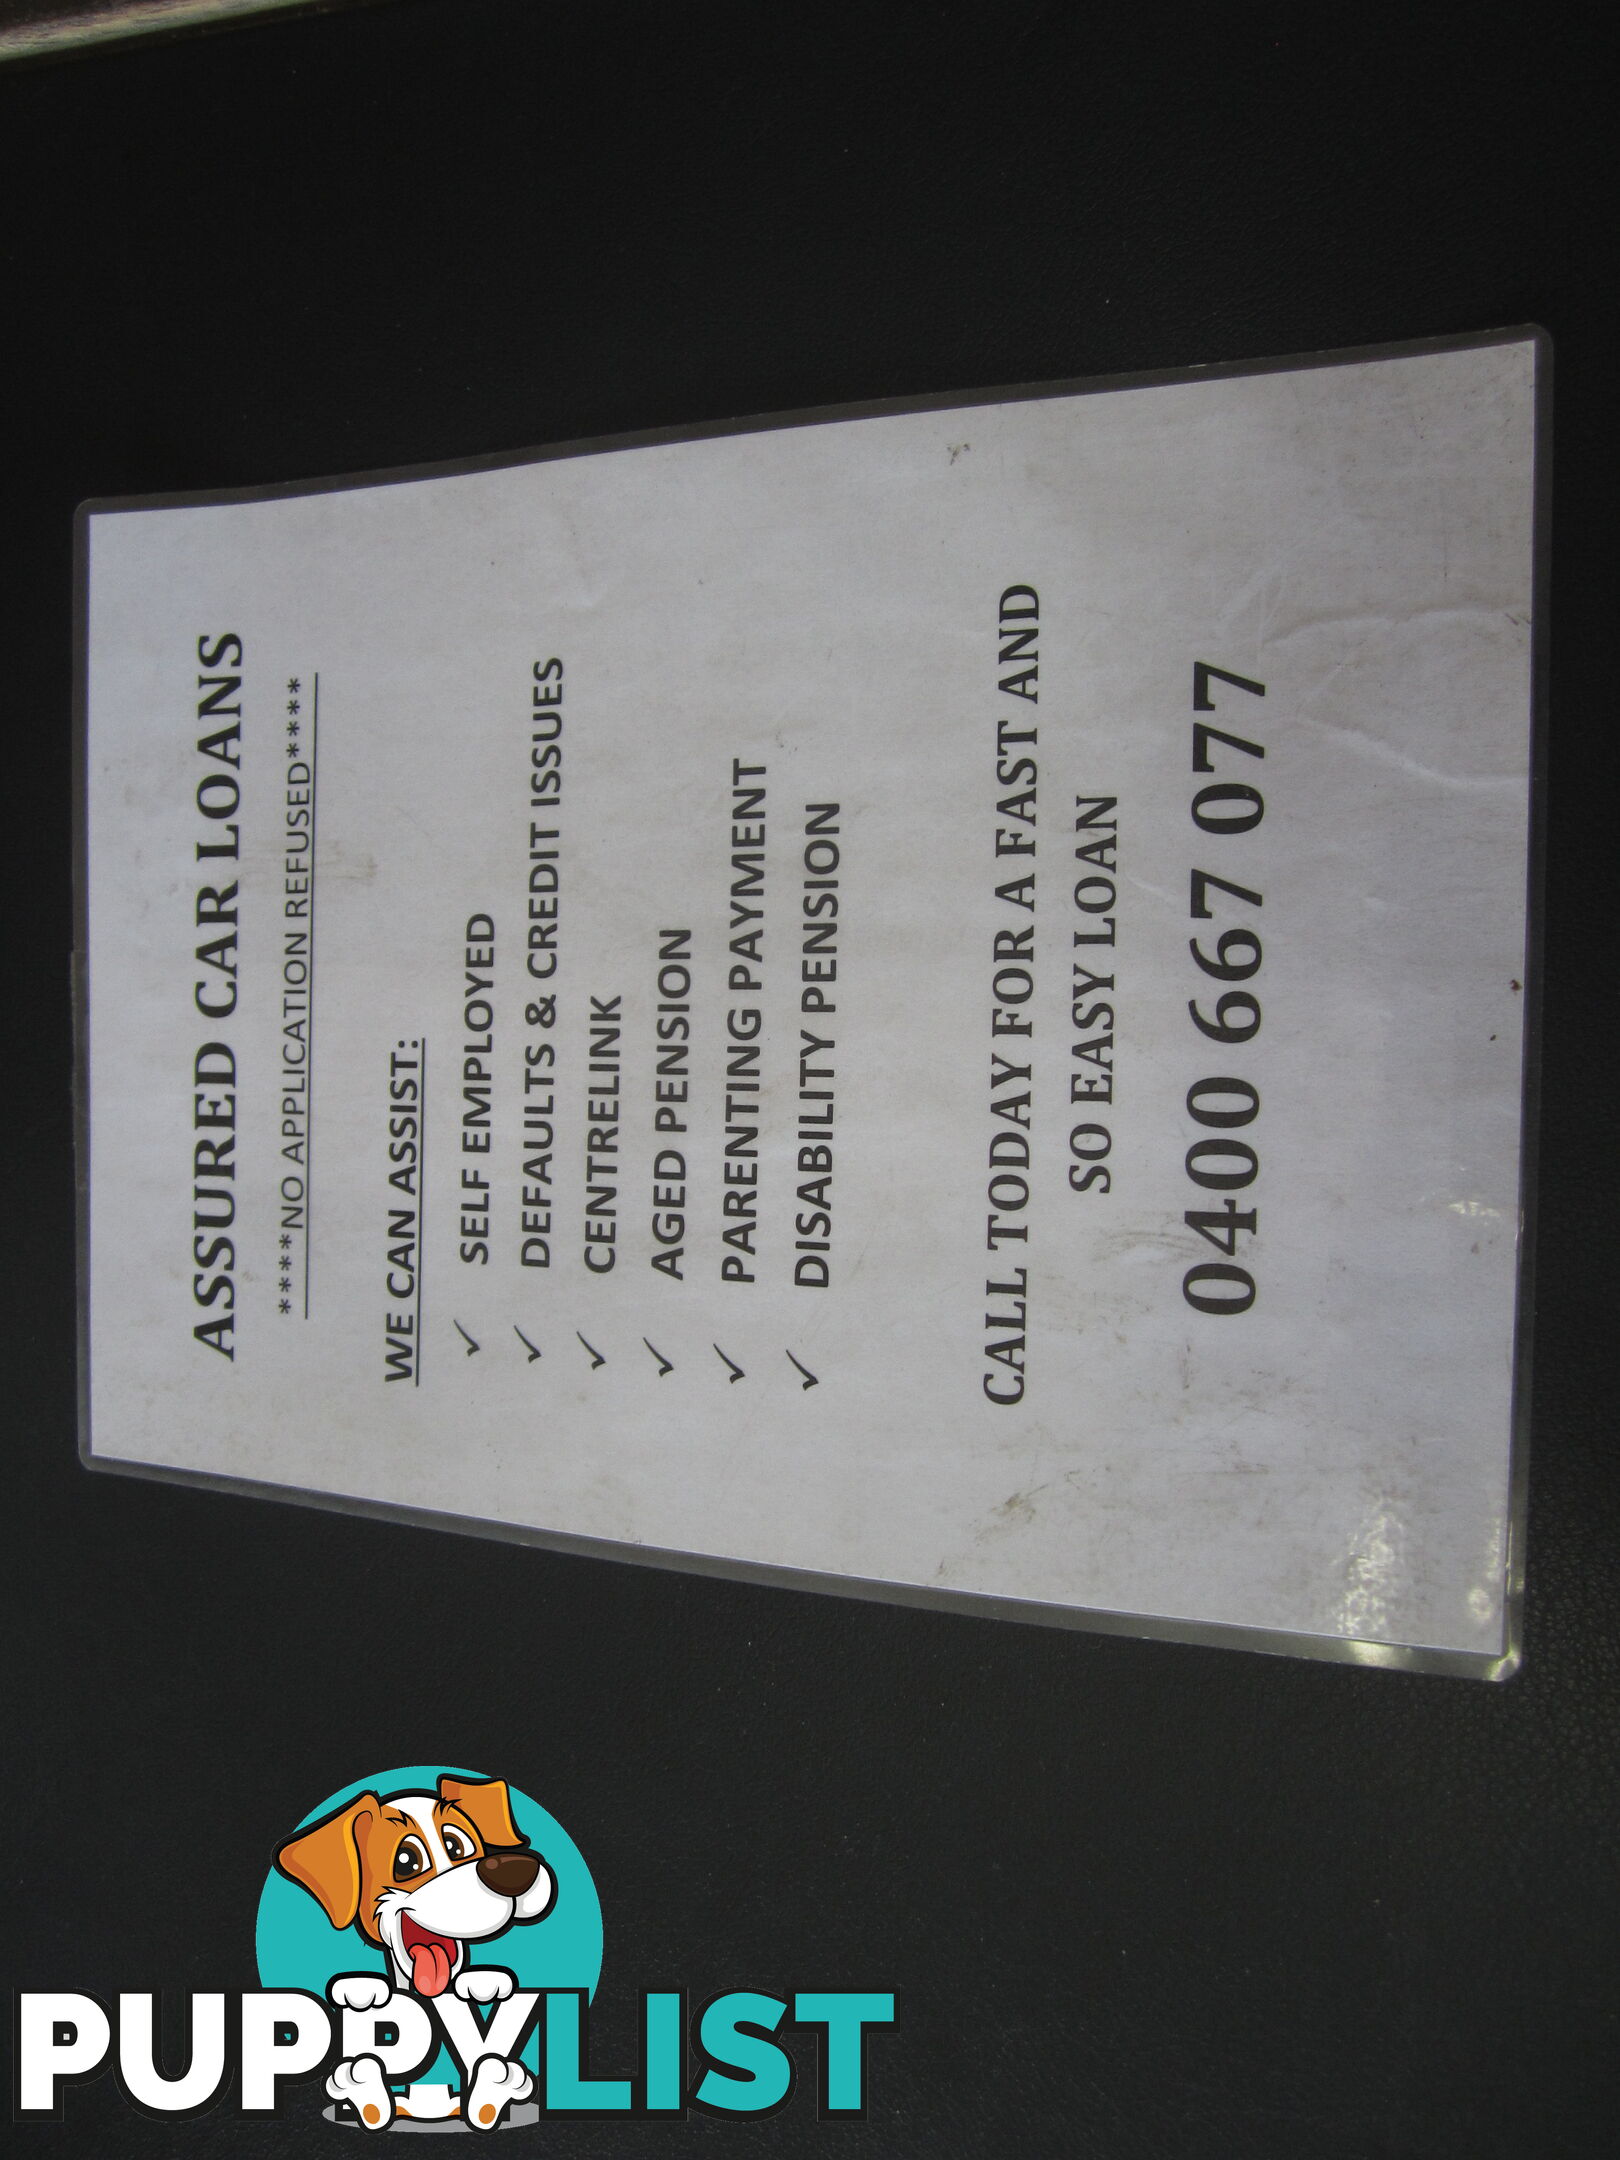 ASSURED CAR LOANS
****NO APPLICATION REFUSED****
WE CAN ASSIST:
✓ SELF EMPLOYED
✓ DEFAULTS & CREDIT ISSUES
✓ CENTRELINK
✓ AGED PENSION
✓ PARENTING PAYMENT
✓ DISABILITY PENSION
CALL TODAY FOR A FAST AND
SO EASY LOAN
0400 667 077
PUPPYLIST